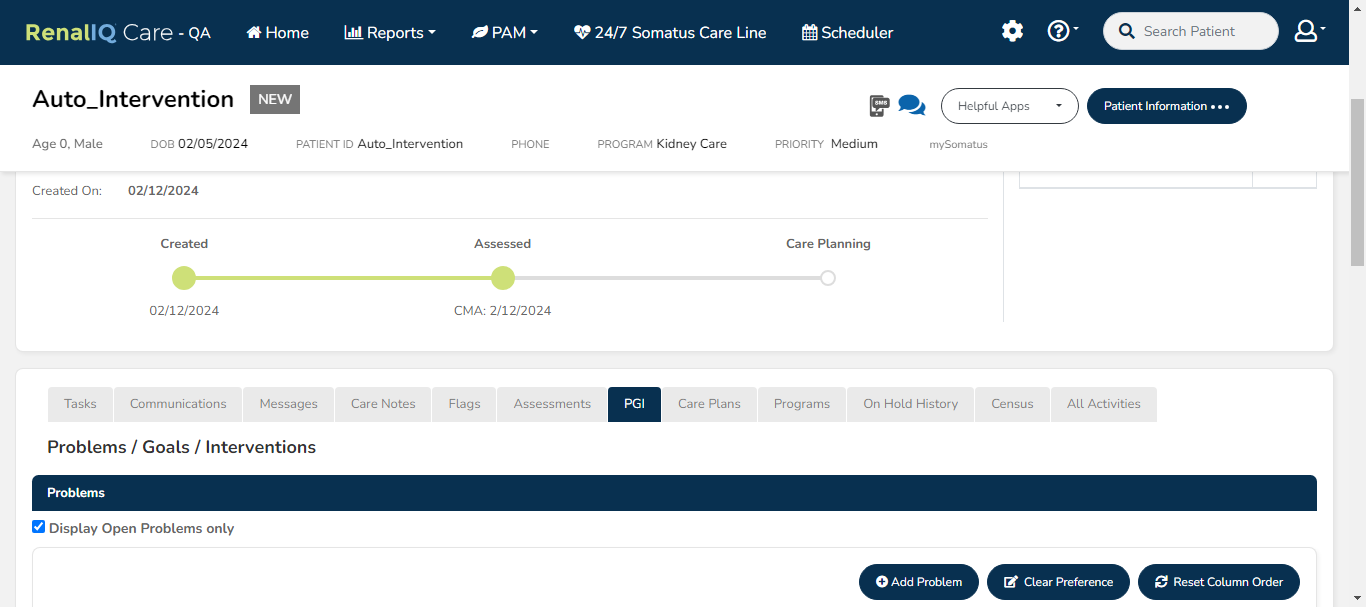 RenalIQ Care - QA Home Reports PAM 24/7 Somatus Care Line Scheduler Search Patient
Auto_Intervention NEW
SMS Helpful Apps Patient Information
Age 0, Male DOB 02/05/2024 PATIENT ID Auto_Intervention PHONE PROGRAM Kidney Care PRIORITY Medium mySomatus
Created On: 02/12/2024
Created Assessed Care Planning
02/12/2024 CMA: 2/12/2024
Tasks Communications Messages Care Notes Flags Assessments PGI Care Plans Programs On Hold History Census All Activities
Problems / Goals / Interventions
Problems
Display Open Problems only
Add Problem Clear Preference Reset Column Order